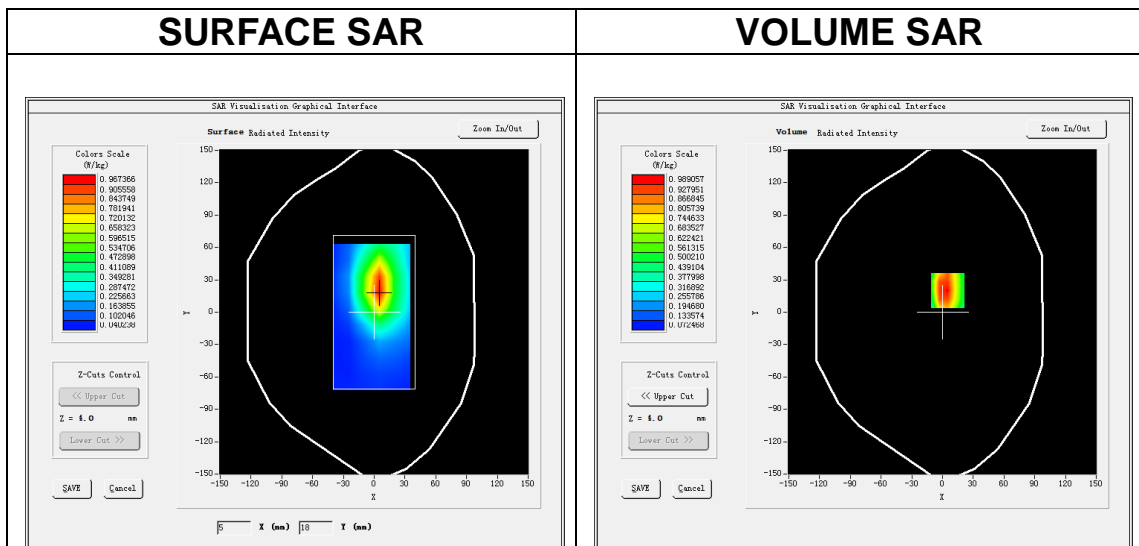 SURFACE SAR
VOLUME SAR
SAR Visualisation Graphical Interface
Surface Radiated Intensity
Zoom In/Out
Colors Scale
(W/kg)
0.967366
0.905558
0.843749
0.781941
0.720132
0.658323
0.596515
0.534706
0.472898
0.411089
0.349281
0.287472
0.225663
0.163855
0.102046
0.040238
Z-Cuts Control
<< Upper Cut
Z = 4.0 mm
Lower Cut >>
SAVE
Cancel
150
120
90
60
30
0
-30
-60
-90
-120
-150
Y
-150 -120 -90 -60 -30 0 30 60 90 120 150
X
5 X (mm) 18 Y (mm)
SAR Visualisation Graphical Interface
Volume Radiated Intensity
Zoom In/Out
Colors Scale
(W/kg)
0.989057
0.927951
0.866845
0.805739
0.744633
0.683527
0.622421
0.561315
0.500210
0.439104
0.377998
0.316892
0.255786
0.194680
0.133574
0.072468
Z-Cuts Control
<< Upper Cut
Z = 4.0 mm
Lower Cut >>
SAVE
Cancel
150
120
90
60
30
0
-30
-60
-90
-120
-150
Y
-150 -120 -90 -60 -30 0 30 60 90 120 150
X